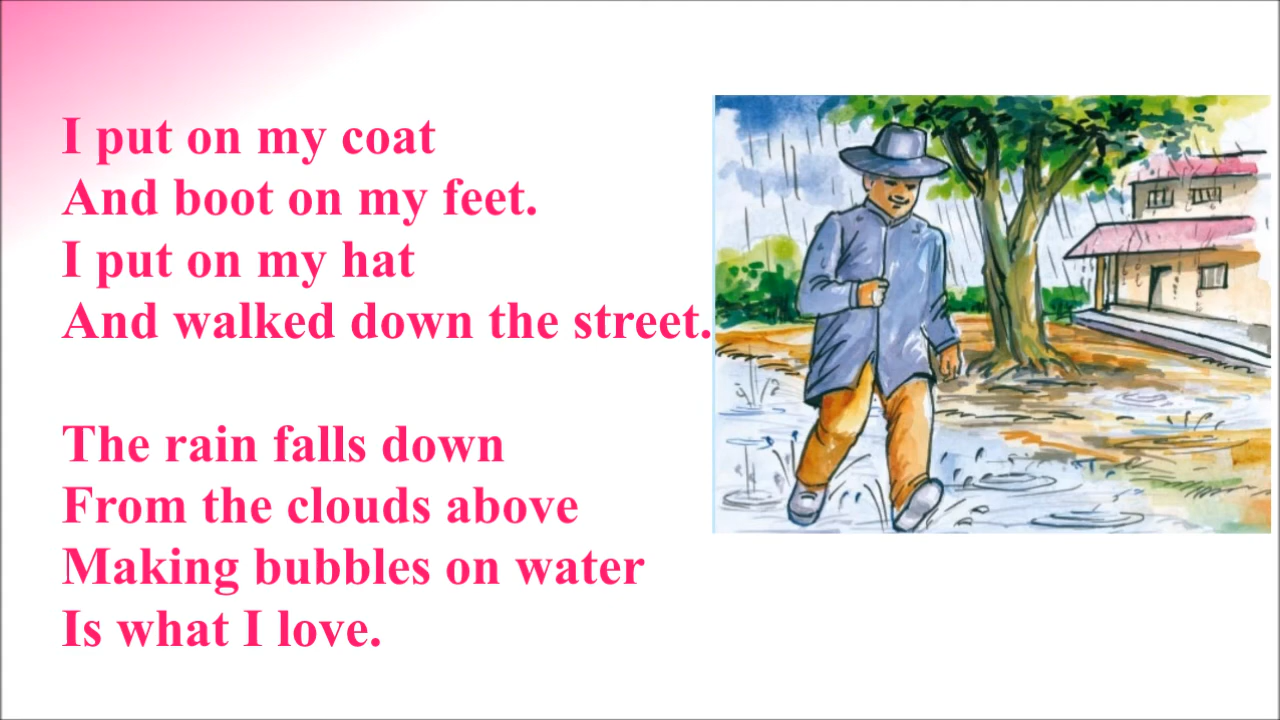 I put on my coat
And boot on my feet.
I put on my hat
And walked down the street.
The rain falls down
From the clouds above
Making bubbles on water
Is what I love.